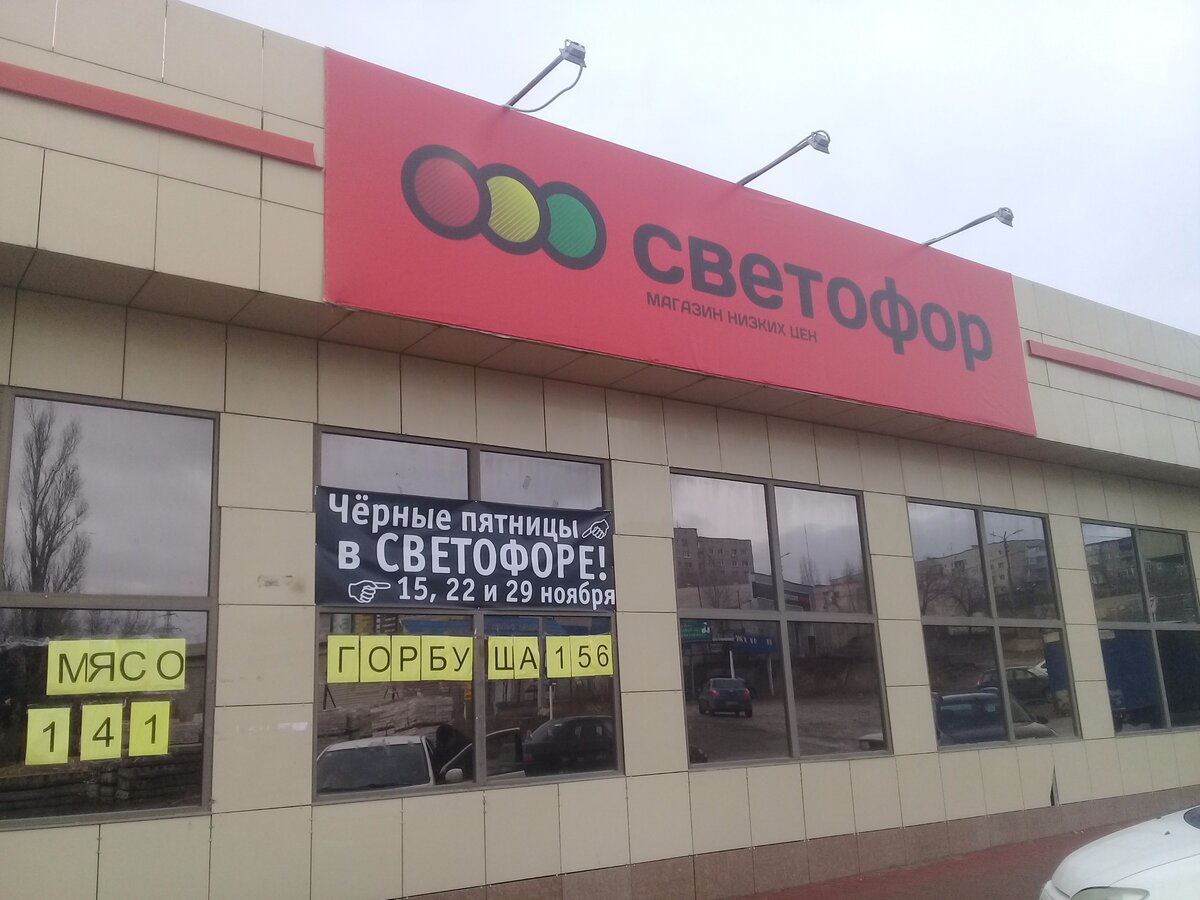 светофор
МАГАЗИН НИЗКИХ ЦЕН
Чёрные пятницы
в СВЕТОФОРЕ!
15, 22 и 29 ноября
МЯСО
141
ГОРБУША 156